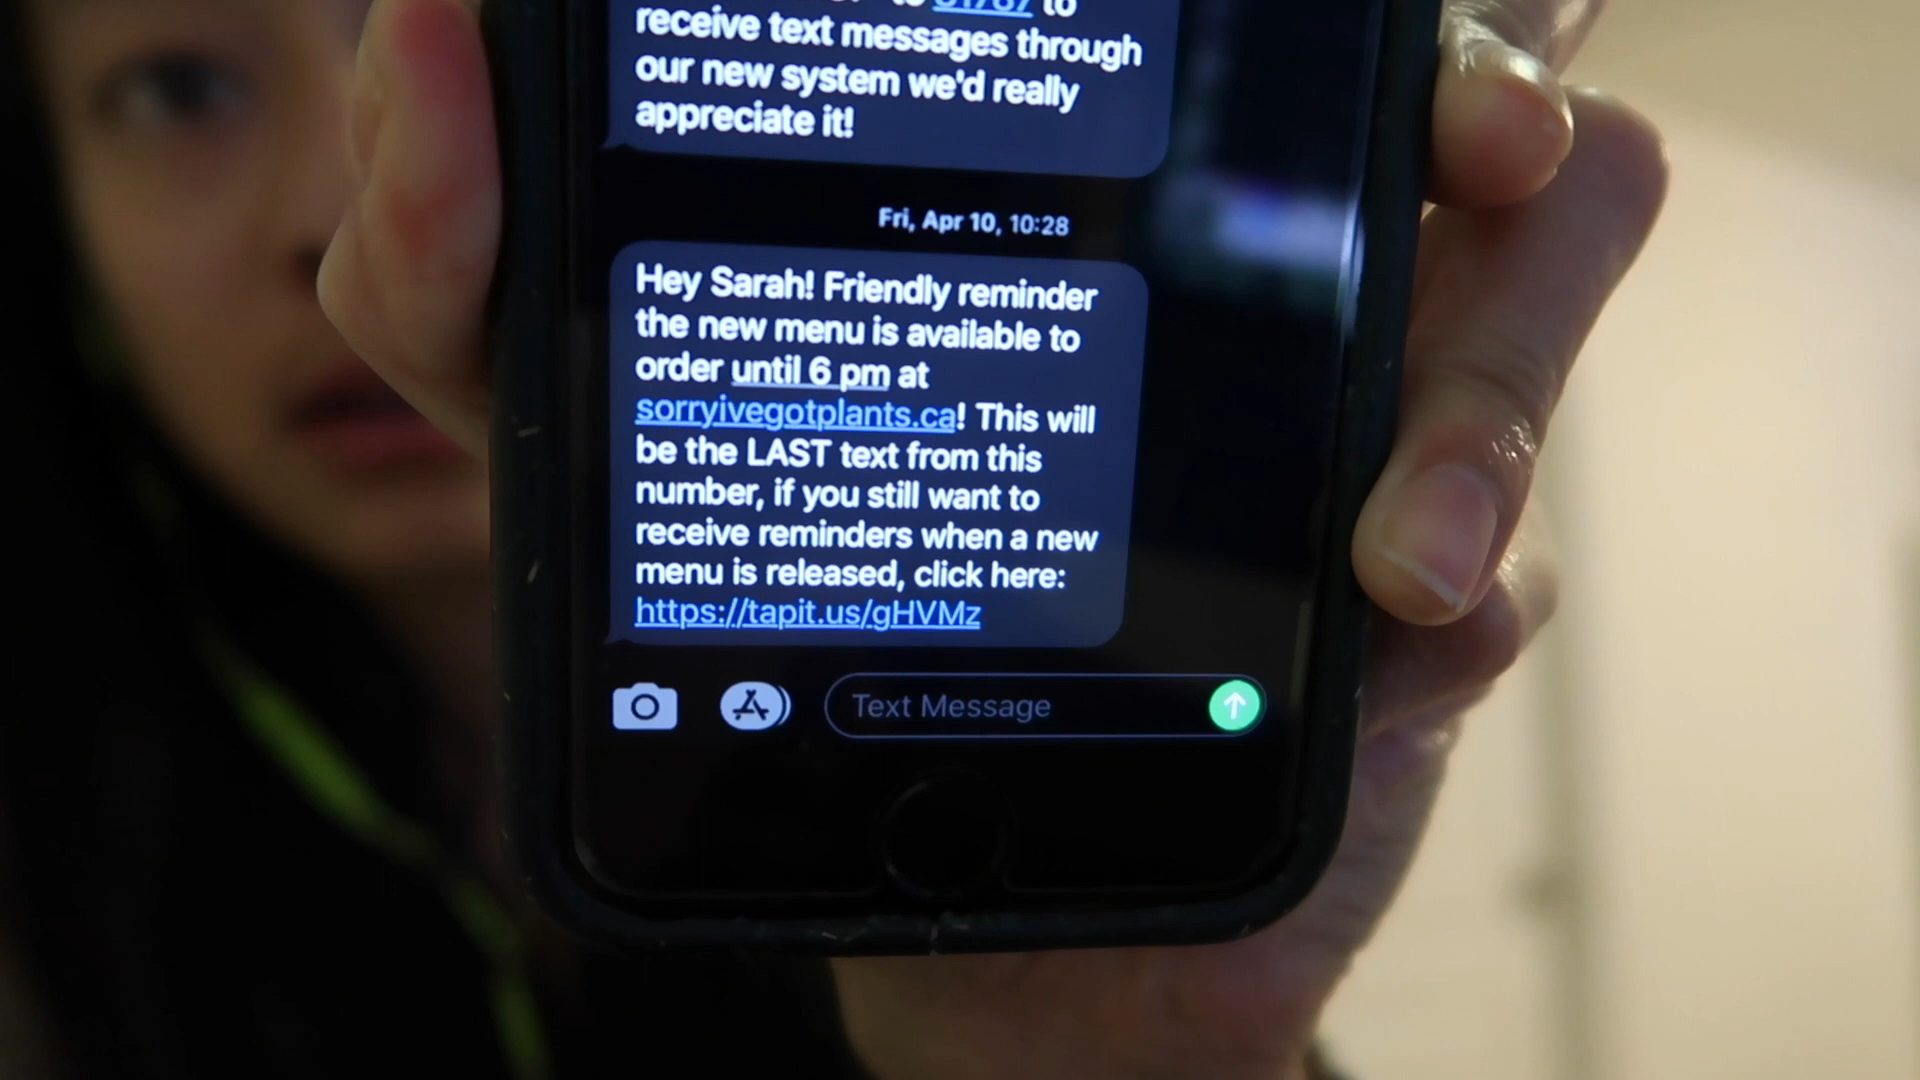 to
receive text messages through
our new system we'd really
appreciate it!
Fri, Apr 10, 10:28
Hey Sarah! Friendly reminder
the new menu is available to
order until 6 pm at
sorryivegotplants.ca! This will
be the LAST text from this
number, if you still want to
receive reminders when a new
menu is released, click here:
https://tapit.us/gHVMz
Text Message